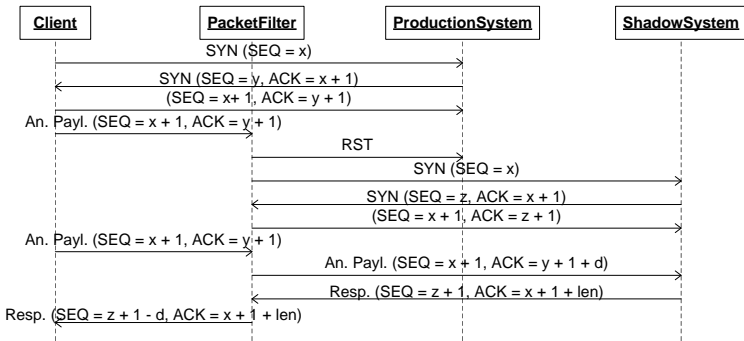 Client PacketFilter ProductionSystem ShadowSystem
SYN (SEQ = x)
SYN (SEQ = y, ACK = x + 1)
(SEQ = x+ 1, ACK = y + 1)
An. Payl. (SEQ = x + 1, ACK = y + 1)
RST
SYN (SEQ = x)
SYN (SEQ = z, ACK = x + 1)
(SEQ = x + 1, ACK = z + 1)
An. Payl. (SEQ = x + 1, ACK = y + 1)
An. Payl. (SEQ = x + 1, ACK = y + 1 + d)
Resp. (SEQ = z + 1, ACK = x + 1 + len)
Resp. (SEQ = z + 1 - d, ACK = x + 1 + len)